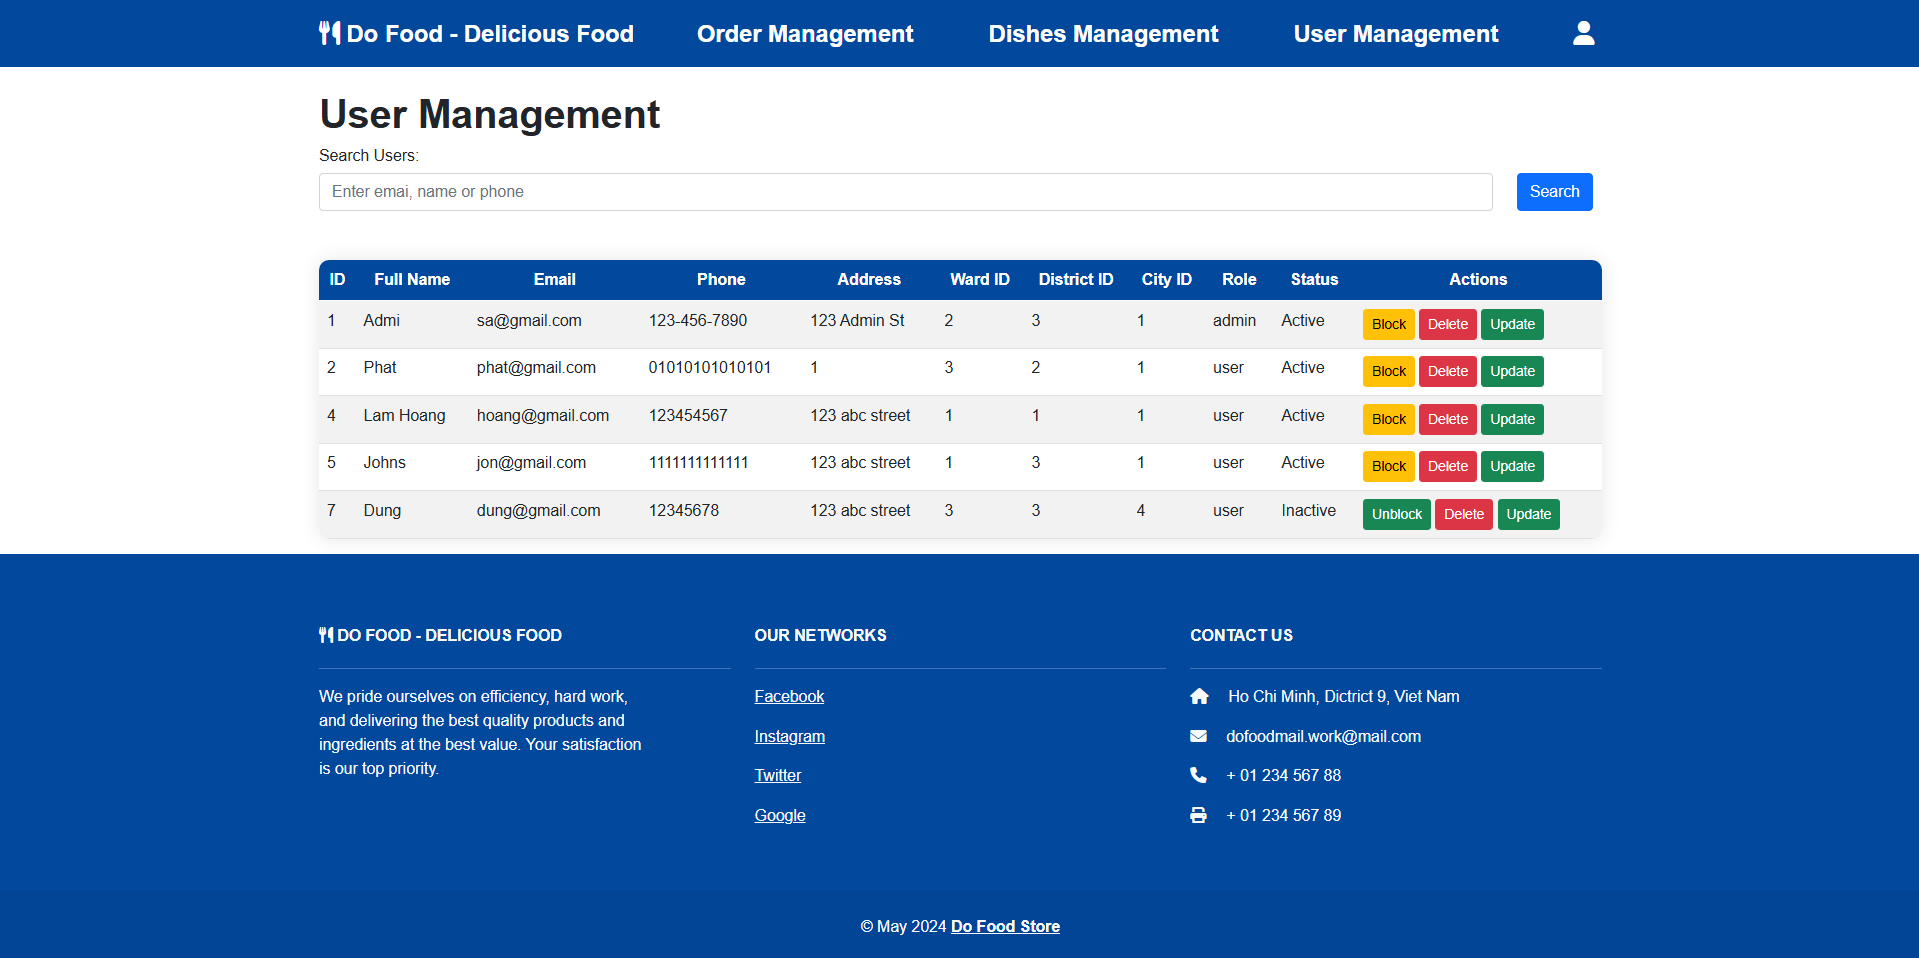 Do Food - Delicious Food Order Management Dishes Management User Management
User Management
Search Users:
Enter emai, name or phone Search
ID Full Name Email Phone Address Ward ID District ID City ID Role Status Actions
1 Admi sa@gmail.com 123-456-7890 123 Admin St 2 3 1 admin Active Block Delete Update
2 Phat phat@gmail.com 01010101010101 1 3 2 1 user Active Block Delete Update
4 Lam Hoang hoang@gmail.com 123454567 123 abc street 1 1 1 user Active Block Delete Update
5 Johns jon@gmail.com 1111111111111 123 abc street 1 3 1 user Active Block Delete Update
7 Dung dung@gmail.com 12345678 123 abc street 3 3 4 user Inactive Unblock Delete Update
DO FOOD - DELICIOUS FOOD
We pride ourselves on efficiency, hard work,
and delivering the best quality products and
ingredients at the best value. Your satisfaction
is our top priority.
OUR NETWORKS
Facebook
Instagram
Twitter
Google
CONTACT US
Ho Chi Minh, Dictrict 9, Viet Nam
dofoodmail.work@mail.com
+ 01 234 567 88
+ 01 234 567 89
© May 2024 Do Food Store